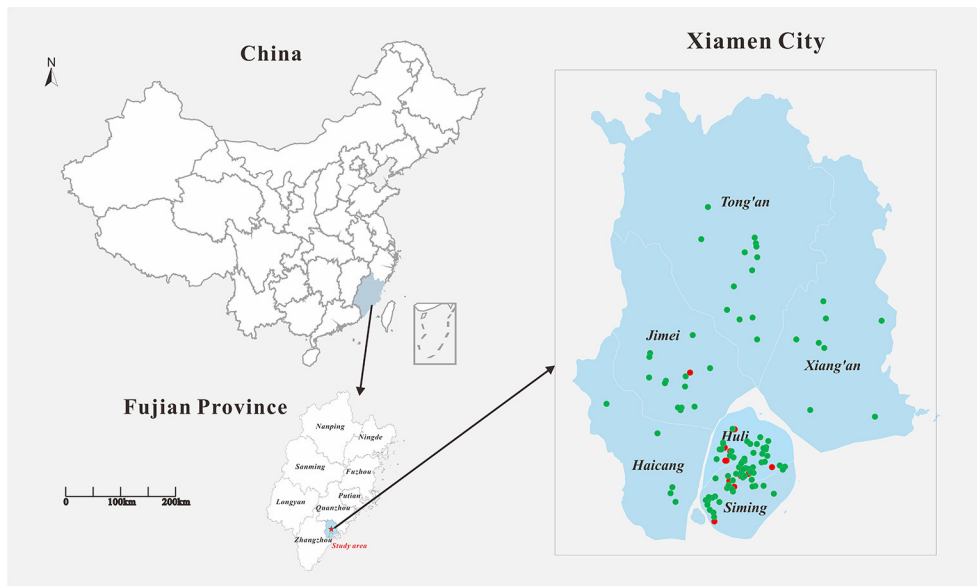 China
Xiamen City
N
Tong'an
Jimei
Xiang'an
Fujian Province
Nanping
Ningde
Huli
Sanming
Fuzhou
Haicang
Putian
Longyan
Quanzhou
Siming
0 100km 200km
Zhangzhou
Study area